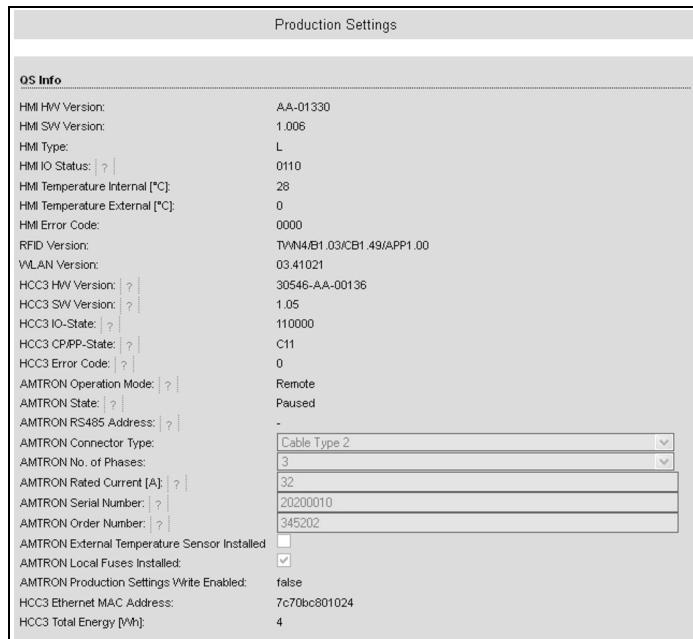 Production Settings
QS Info
HMI HW Version: AA-01330
HMI SW Version: 1.006
HMI Type: L
HMI IO Status: ? 0110
HMI Temperature Internal [°C]: 28
HMI Temperature External [°C]: 0
HMI Error Code: 0000
RFID Version: TWN4/B1.03/CB1.49/APP1.00
WLAN Version: 03.41021
HCC3 HW Version: ? 30546-AA-00136
HCC3 SW Version: ? 1.05
HCC3 IO-State: ? 110000
HCC3 CP/PP-State: ? C11
HCC3 Error Code: ? 0
AMTRON Operation Mode: ? Remote
AMTRON State: ? Paused
AMTRON RS485 Address: ? -
AMTRON Connector Type: Cable Type 2
AMTRON No. of Phases: 3
AMTRON Rated Current [A]: ? 32
AMTRON Serial Number: ? 20200010
AMTRON Order Number: ? 345202
AMTRON External Temperature Sensor Installed
AMTRON Local Fuses Installed:
AMTRON Production Settings Write Enabled: false
HCC3 Ethernet MAC Address: 7c70bc801024
HCC3 Total Energy [Wh]: 4